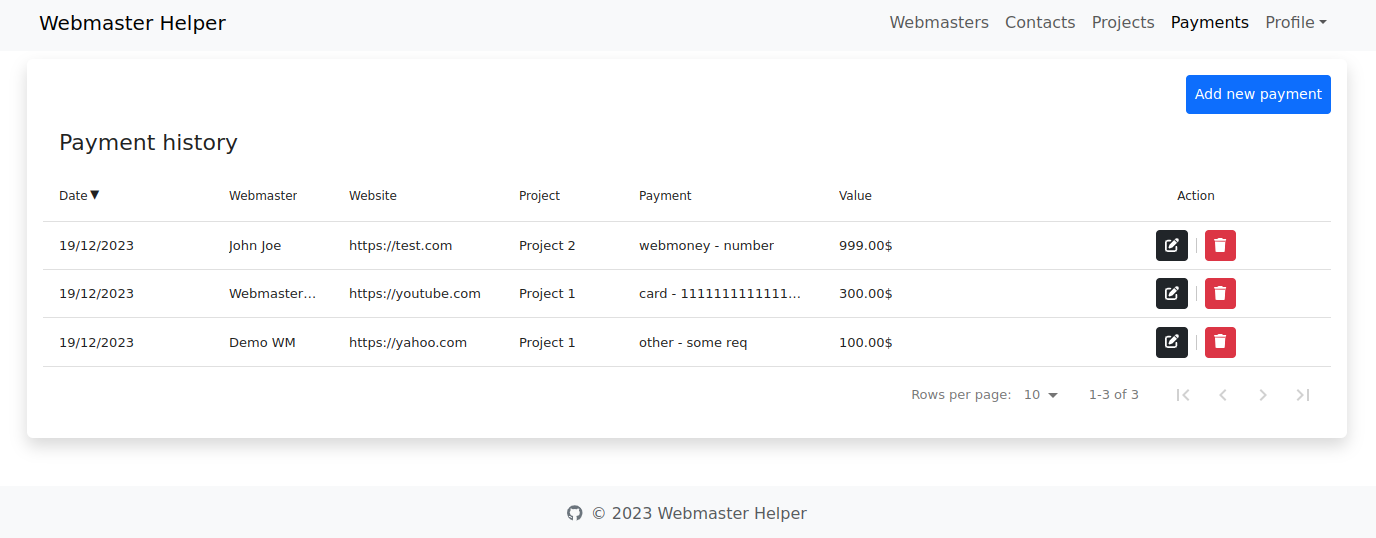 Webmaster Helper Webmasters Contacts Projects Payments Profile
Add new payment
Payment history
Date▼ Webmaster Website Project Payment Value Action
19/12/2023 John Joe https://test.com Project 2 webmoney - number 999.00$
19/12/2023 Webmaster... https://youtube.com Project 1 card - 1111111111111... 300.00$
19/12/2023 Demo WM https://yahoo.com Project 1 other - some req 100.00$
Rows per page: 10 1-3 of 3
© 2023 Webmaster Helper